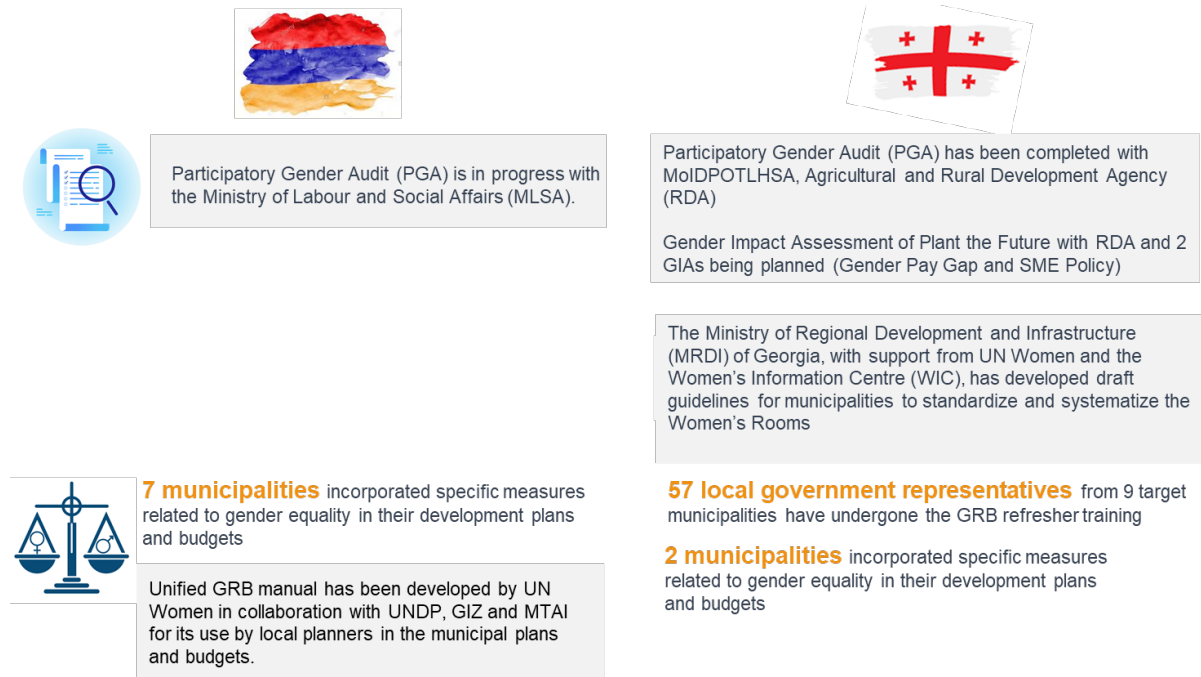 Participatory Gender Audit (PGA) is in progress with
the Ministry of Labour and Social Affairs (MLSA).
Participatory Gender Audit (PGA) has been completed with
MoIDPOTLHSA, Agricultural and Rural Development Agency
(RDA)
Gender Impact Assessment of Plant the Future with RDA and 2
GIAs being planned (Gender Pay Gap and SME Policy)
The Ministry of Regional Development and Infrastructure
(MRDI) of Georgia, with support from UN Women and the
Women's Information Centre (WIC), has developed draft
guidelines for municipalities to standardize and systematize the
Women's Rooms
7 municipalities incorporated specific measures
related to gender equality in their development plans
and budgets
Unified GRB manual has been developed by UN
Women in collaboration with UNDP, GIZ and MTAI
for its use by local planners in the municipal plans
and budgets.
57 local government representatives from 9 target
municipalities have undergone the GRB refresher training
2 municipalities incorporated specific measures
related to gender equality in their development plans
and budgets